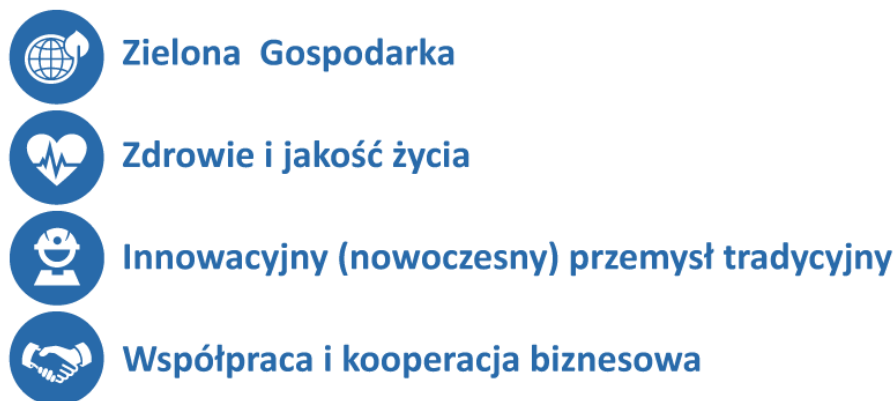 Zielona Gospodarka
Zdrowie i jakość życia
Innowacyjny (nowoczesny) przemysł tradycyjny
Współpraca i kooperacja biznesowa